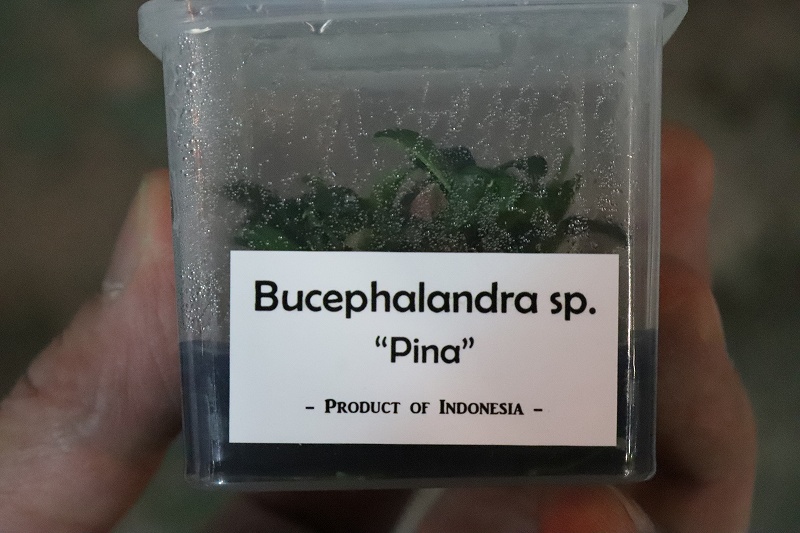 Bucephalandra sp.
“Pina”
– Product of Indonesia –